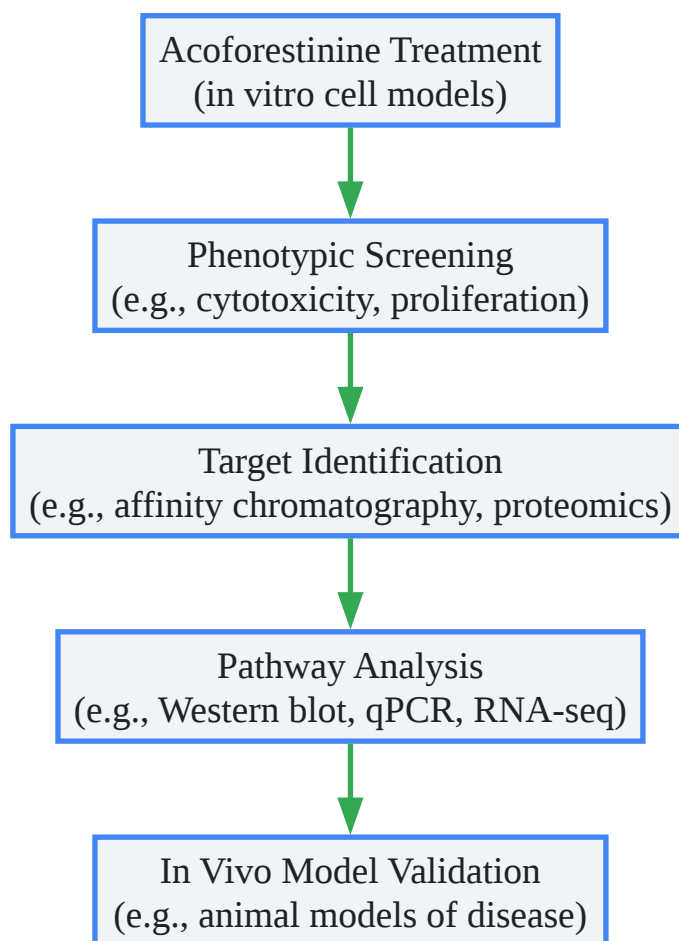 Acoforestinine Treatment
(in vitro cell models)
Phenotypic Screening
(e.g., cytotoxicity, proliferation)
Target Identification
(e.g., affinity chromatography, proteomics)
Pathway Analysis
(e.g., Western blot, qPCR, RNA-seq)
In Vivo Model Validation
(e.g., animal models of disease)